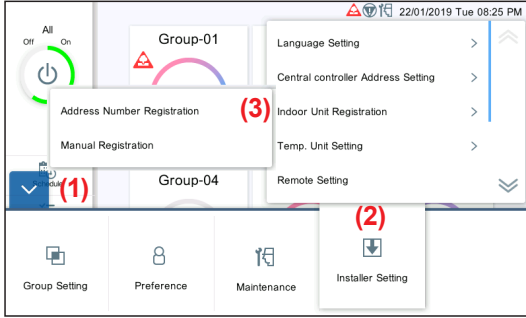 22/01/2019 Tue 08:25 PM
All
Off On
Group-01
Language Setting
Central controller Address Setting
Address Number Registration
(3)
Indoor Unit Registration
Manual Registration
Temp. Unit Setting
Schedule
(1)
Group-04
Remote Setting
(2)
Group Setting
Preference
Maintenance
Installer Setting